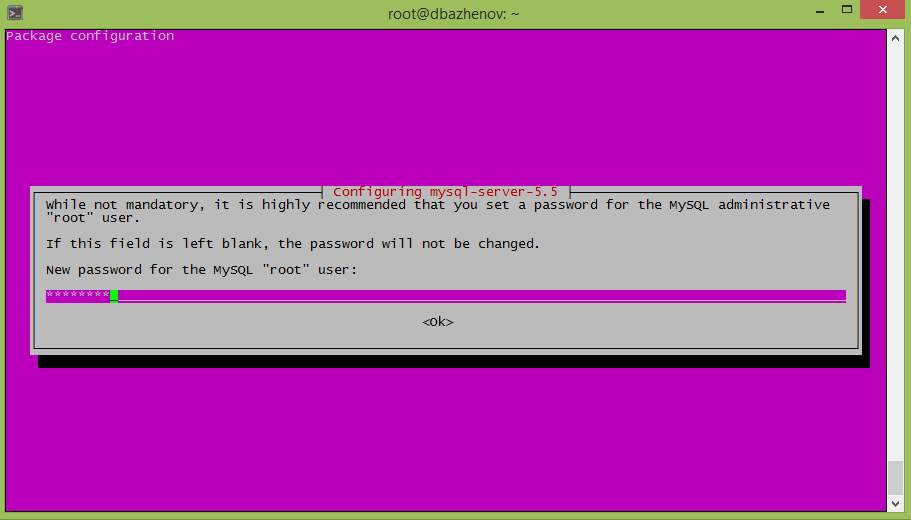 root@dbazhenov: ~
Package configuration
Configuring mysql-server-5.5
While not mandatory, it is highly recommended that you set a password for the MySQL administrative
"root" user.
If this field is left blank, the password will not be changed.
New password for the MySQL "root" user:
********
<Ok>